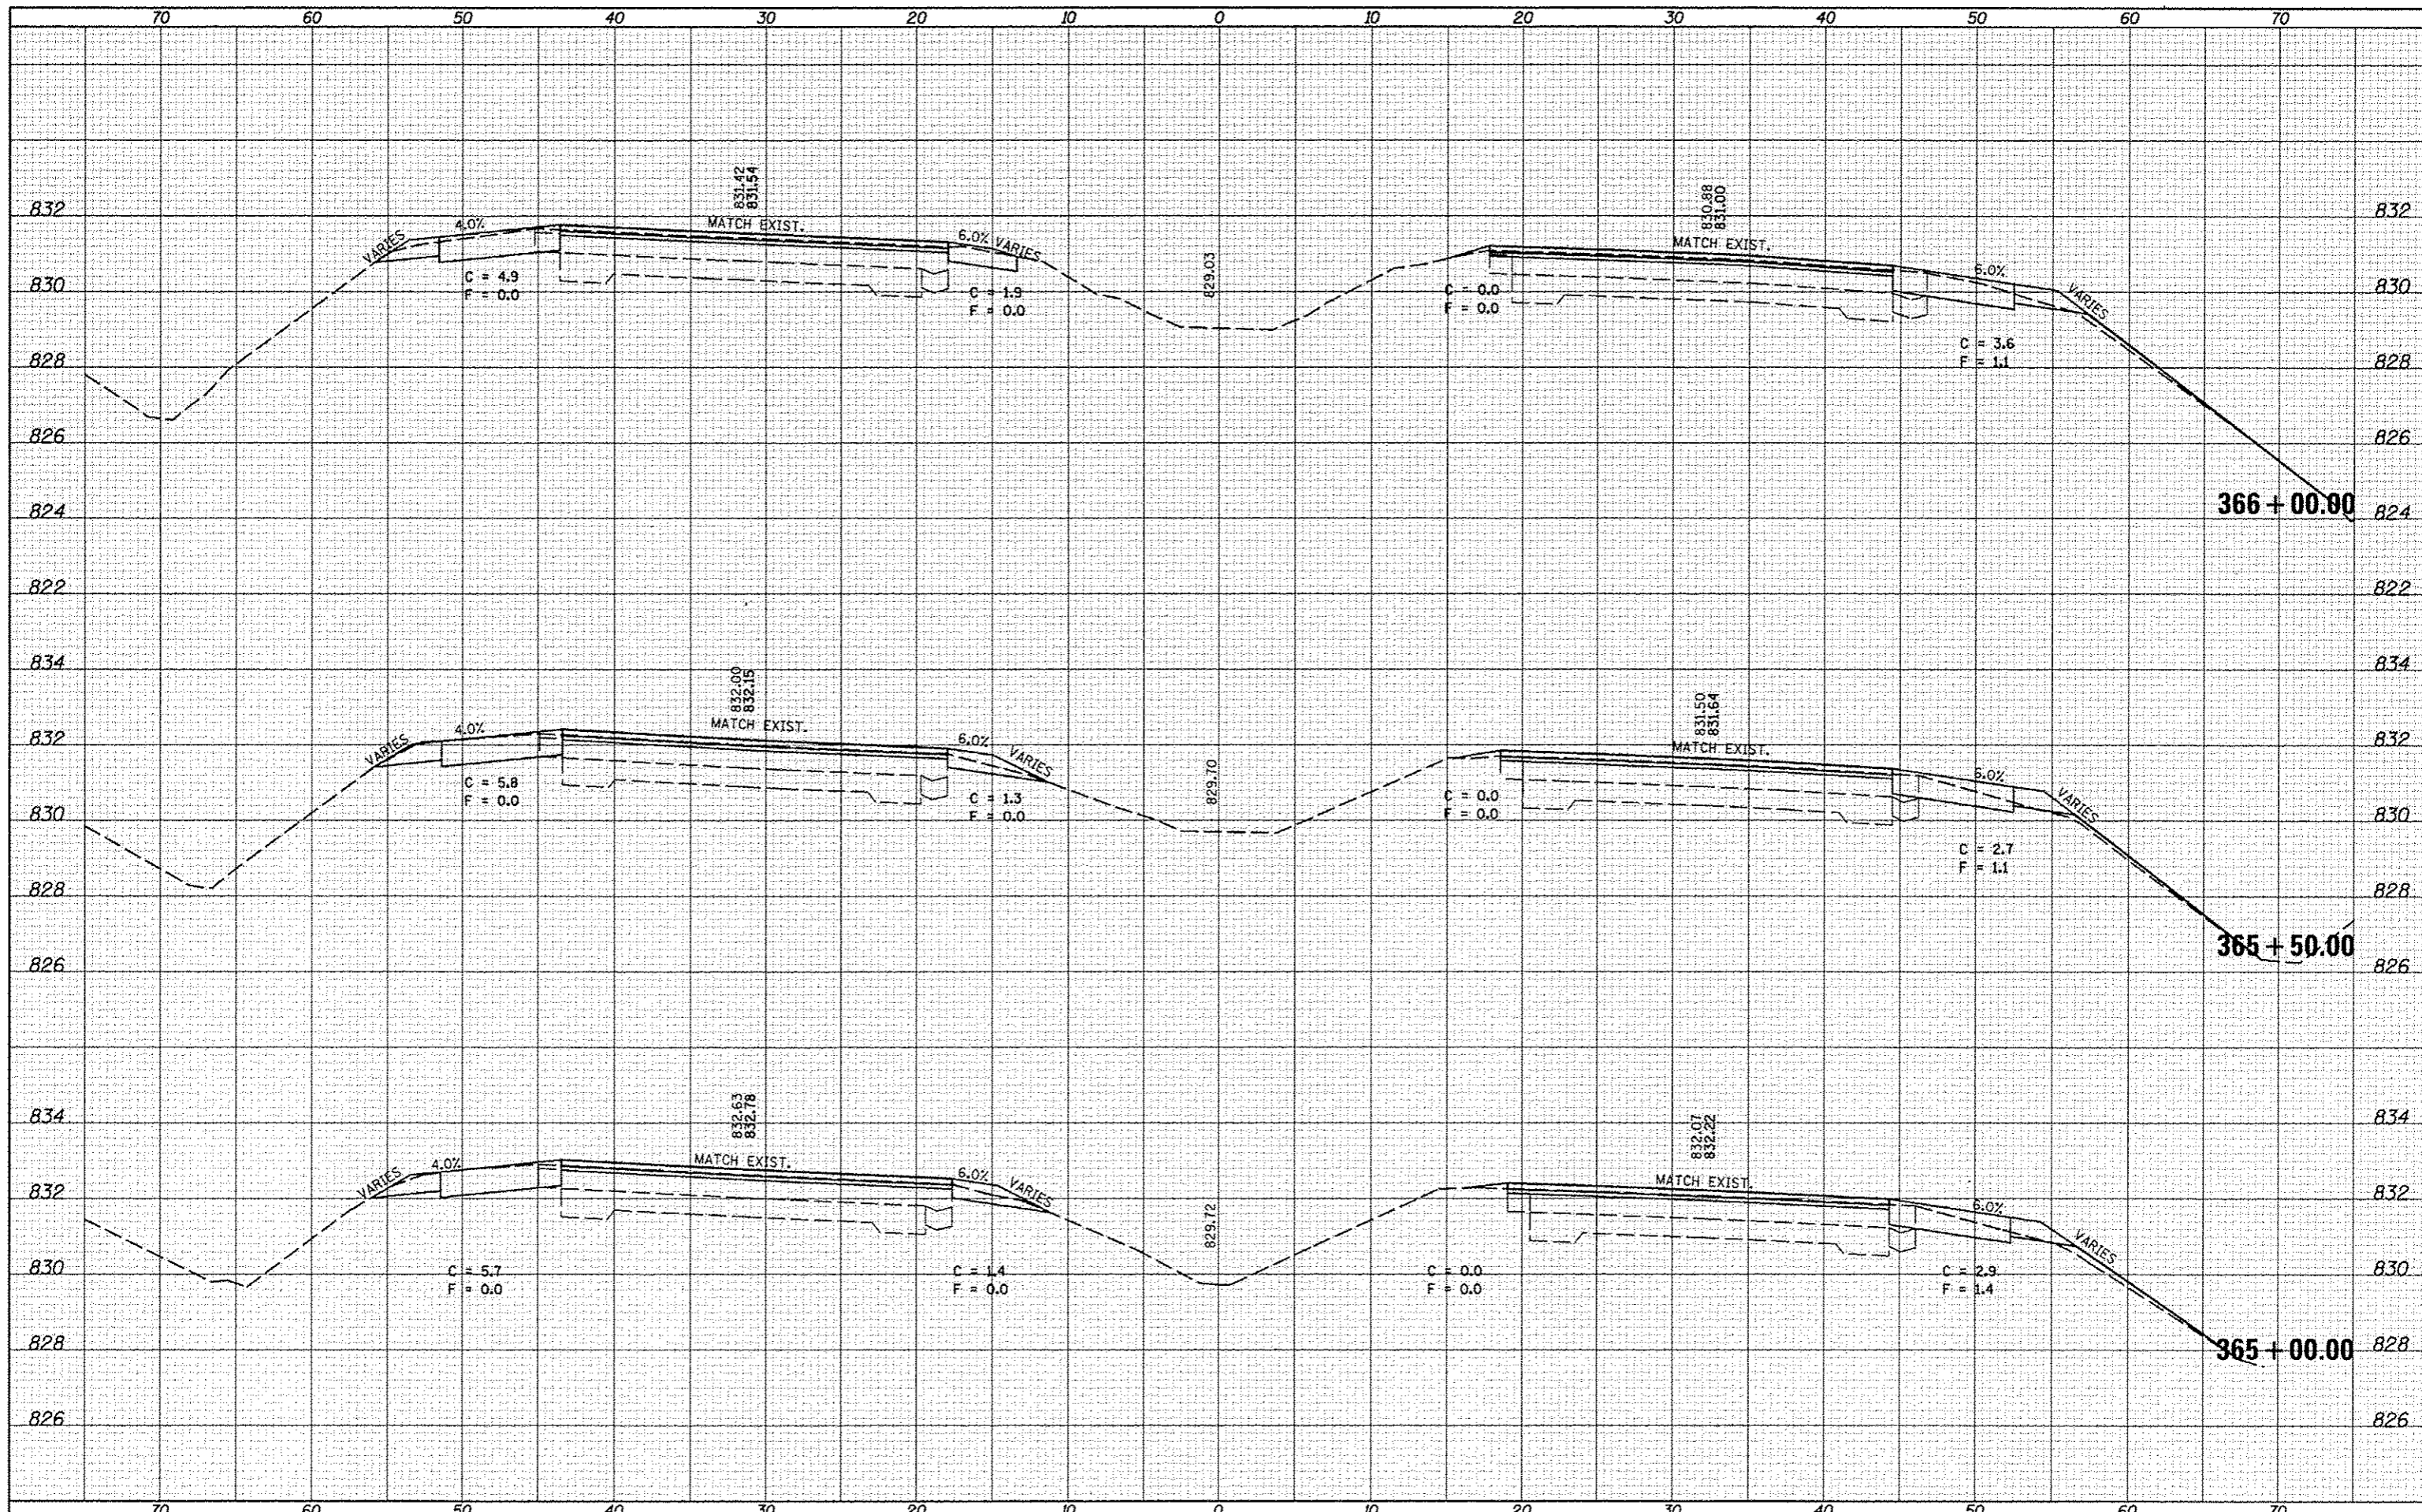 70 60 50 40 30 20 10 0 10 20 30 40 50 60 70
831.42
831.54
830.88
831.00
832 832
VARIES 4.0% MATCH EXIST. 6.0% VARIES MATCH EXIST. 6.0% VARIES
829.03
C = 4.9
F = 0.0
C = 1.9
F = 0.0
C = 0.0
F = 0.0
830 830
C = 3.6
F = 1.1
828 828
826 826
366 + 00.00
824 824
822 822
834 834
832.00
832.15
831.50
831.64
VARIES 4.0% MATCH EXIST. 6.0% VARIES MATCH EXIST. 6.0% VARIES
832 832
829.70
C = 5.8
F = 0.0
C = 1.3
F = 0.0
C = 0.0
F = 0.0
830 830
C = 2.7
F = 1.1
828 828
365 + 50.00
826 826
834 834
832.63
832.78
832.07
832.22
VARIES 4.0% MATCH EXIST. 6.0% VARIES MATCH EXIST. 6.0% VARIES
832 832
829.72
830 830
C = 5.7
F = 0.0
C = 1.4
F = 0.0
C = 0.0
F = 0.0
C = 2.9
F = 1.4
828 828
365 + 00.00
826 826
70 60 50 40 30 20 10 0 10 20 30 40 50 60 70